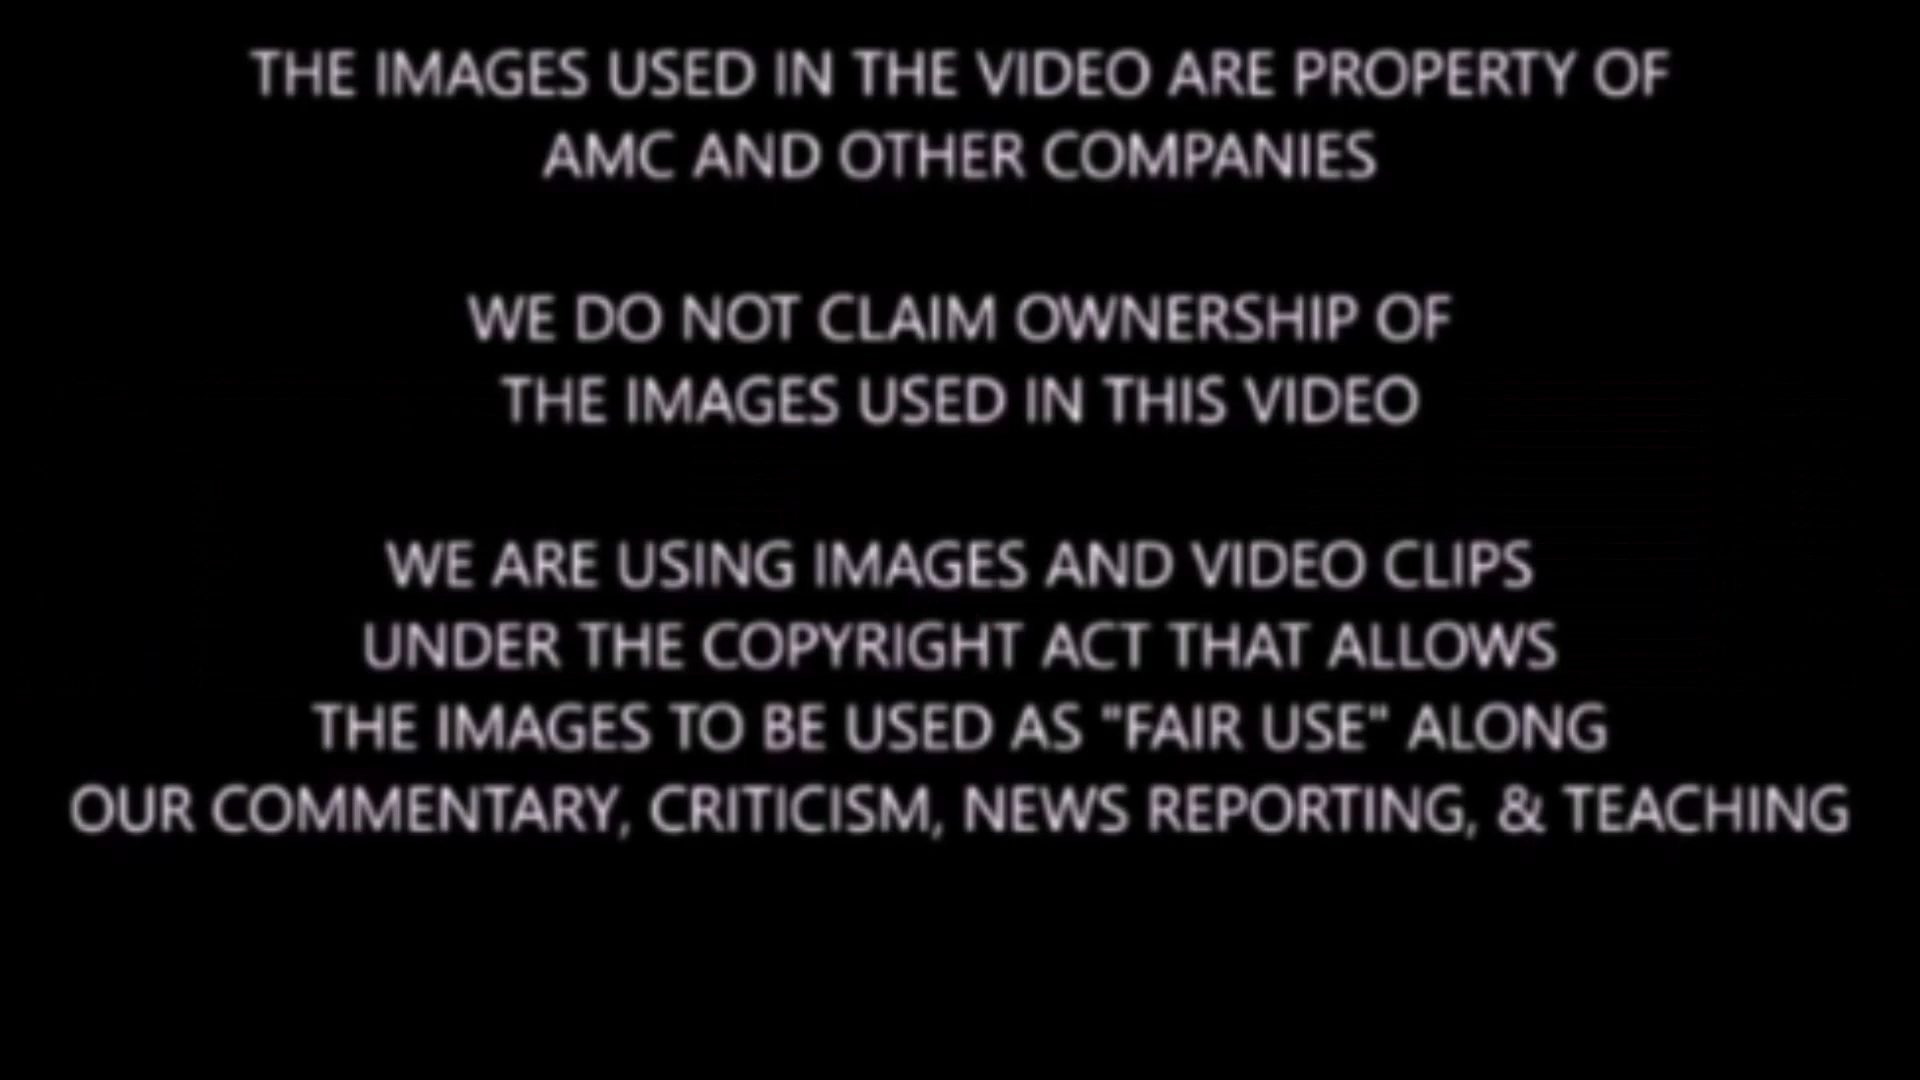 THE IMAGES USED IN THE VIDEO ARE PROPERTY OF
AMC AND OTHER COMPANIES
WE DO NOT CLAIM OWNERSHIP OF
THE IMAGES USED IN THIS VIDEO
WE ARE USING IMAGES AND VIDEO CLIPS
UNDER THE COPYRIGHT ACT THAT ALLOWS
THE IMAGES TO BE USED AS "FAIR USE" ALONG
OUR COMMENTARY, CRITICISM, NEWS REPORTING, & TEACHING